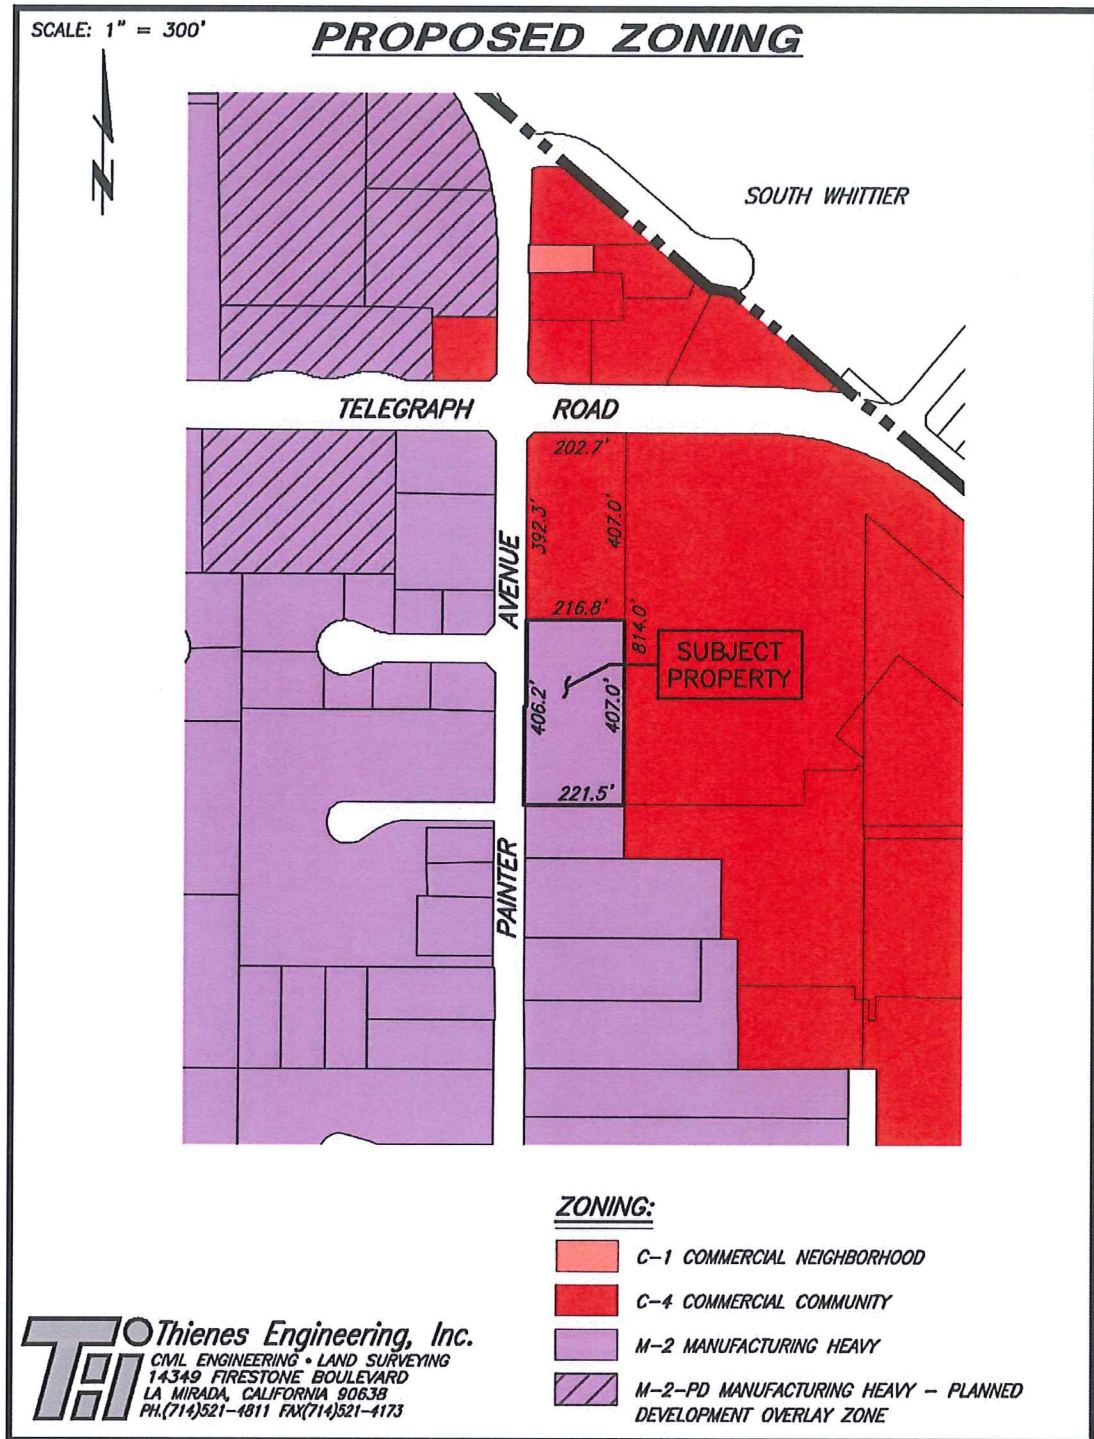 SCALE: 1" = 300'
PROPOSED ZONING
N
SOUTH WHITTIER
TELEGRAPH ROAD
202.7'
392.3'
407.0'
AVENUE
216.8'
814.0'
SUBJECT
PROPERTY
406.2'
407.0'
221.5'
PAINTER
ZONING:
C-1 COMMERCIAL NEIGHBORHOOD
C-4 COMMERCIAL COMMUNITY
M-2 MANUFACTURING HEAVY
M-2-PD MANUFACTURING HEAVY - PLANNED
DEVELOPMENT OVERLAY ZONE
Thienes Engineering, Inc.
CIVIL ENGINEERING • LAND SURVEYING
14349 FIRESTONE BOULEVARD
LA MIRADA, CALIFORNIA 90638
PH.(714)521-4811 FAX(714)521-4173